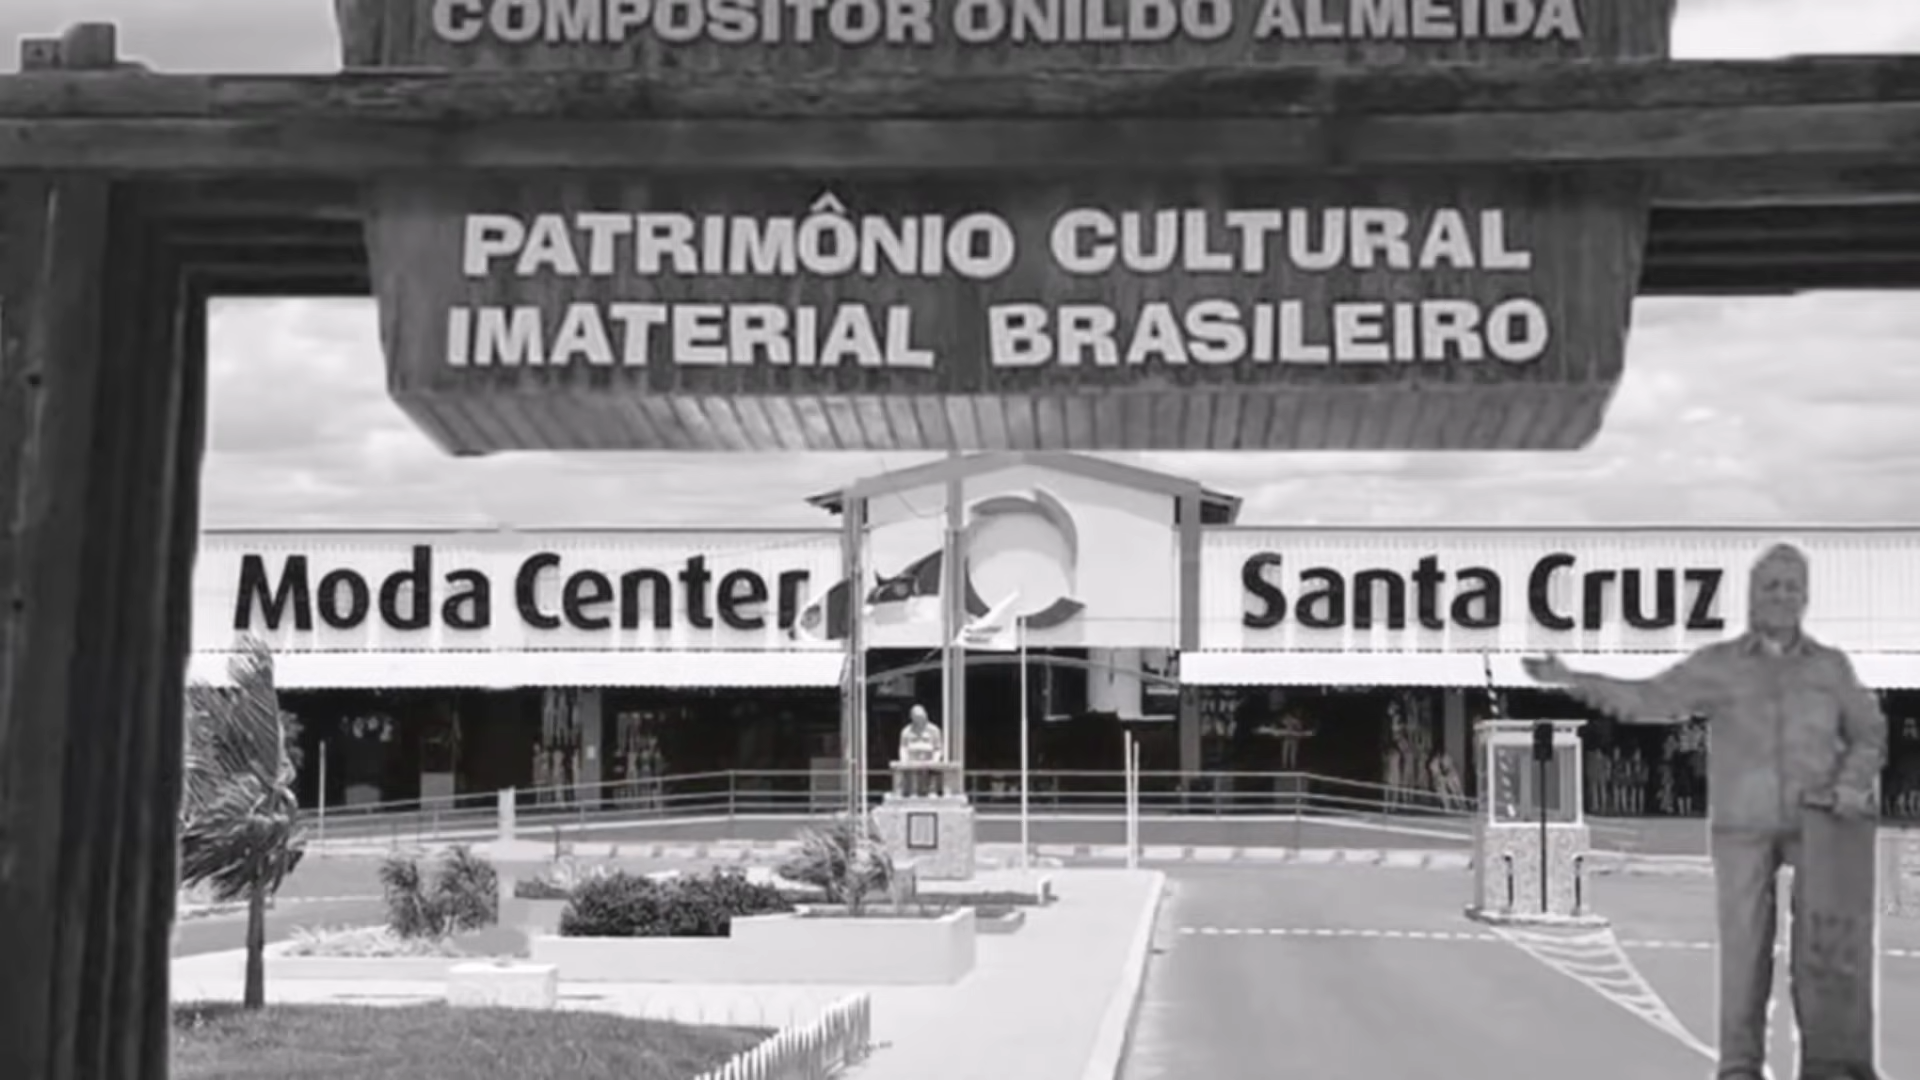 COMPOSITOR ONILDO ALMEIDA
PATRIMÔNIO CULTURAL
IMATERIAL BRASILEIRO
Moda Center
Santa Cruz